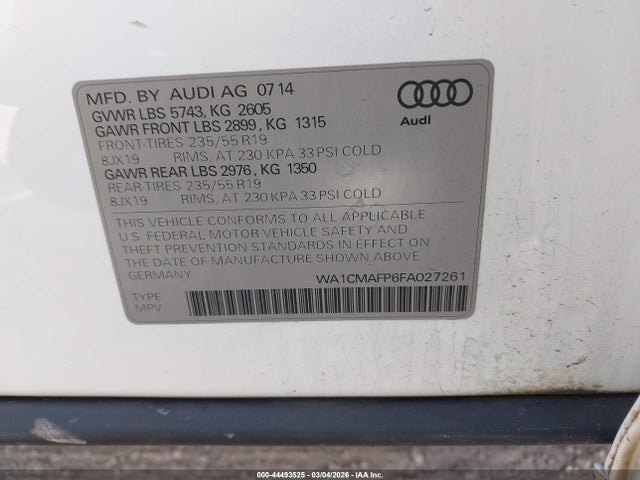 MFD. BY AUDI AG 0714
GVWR LBS 5743, KG 2605
GAWR FRONT LBS 2899, KG 1315
FRONT-TIRES 235/55 R19
8JX19 RIMS, AT 230 KPA 33 PSI COLD
GAWR REAR LBS 2976, KG 1350
REAR-TIRES 235/55 R19
8JX19 RIMS, AT 230 KPA 33 PSI COLD
Audi
THIS VEHICLE CONFORMS TO ALL APPLICABLE
U.S. FEDERAL MOTOR VEHICLE SAFETY AND
THEFT PREVENTION STANDARDS IN EFFECT ON
THE DATE OF MANUFACTURE SHOWN ABOVE
WA1CMAFP6FA027261
TYPE:
MPV
000-44493525 - 03/04/2026 - IAA Inc.